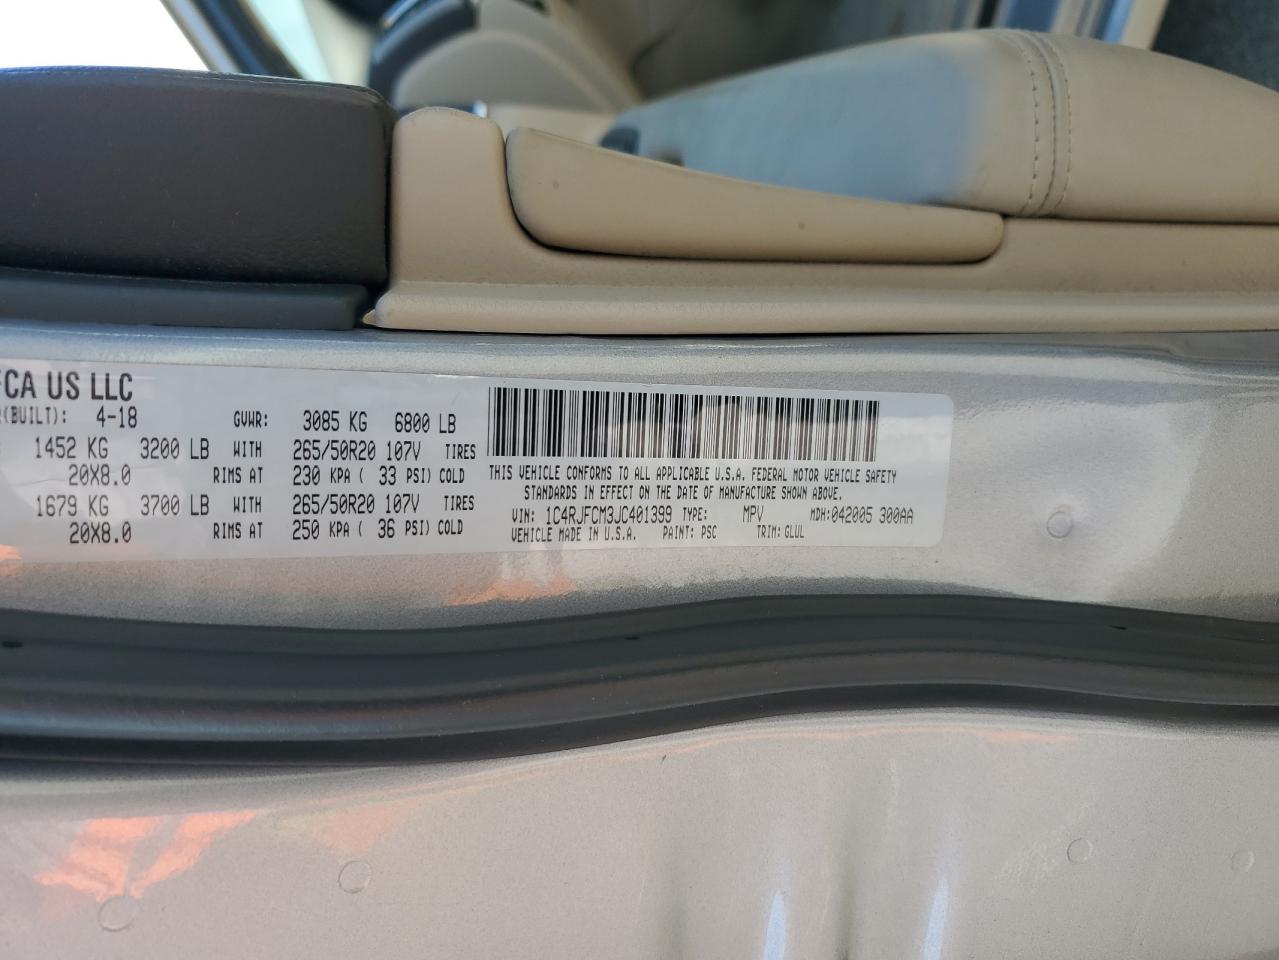 FCA US LLC
(BUILT): 4-18 GVWR: 3085 KG 6800 LB
1452 KG 3200 LB WITH 265/50R20 107V TIRES
20X8.0 RIMS AT 230 KPA ( 33 PSI) COLD
1679 KG 3700 LB WITH 265/50R20 107V TIRES
20X8.0 RIMS AT 250 KPA ( 36 PSI) COLD
THIS VEHICLE CONFORMS TO ALL APPLICABLE U.S.A. FEDERAL MOTOR VEHICLE SAFETY
STANDARDS IN EFFECT ON THE DATE OF MANUFACTURE SHOWN ABOVE.
VIN: 1C4RJFCM3JC401399 TYPE: MPV MDH:042005 300AA
VEHICLE MADE IN U.S.A. PAINT: PSC TRIM:GLUL